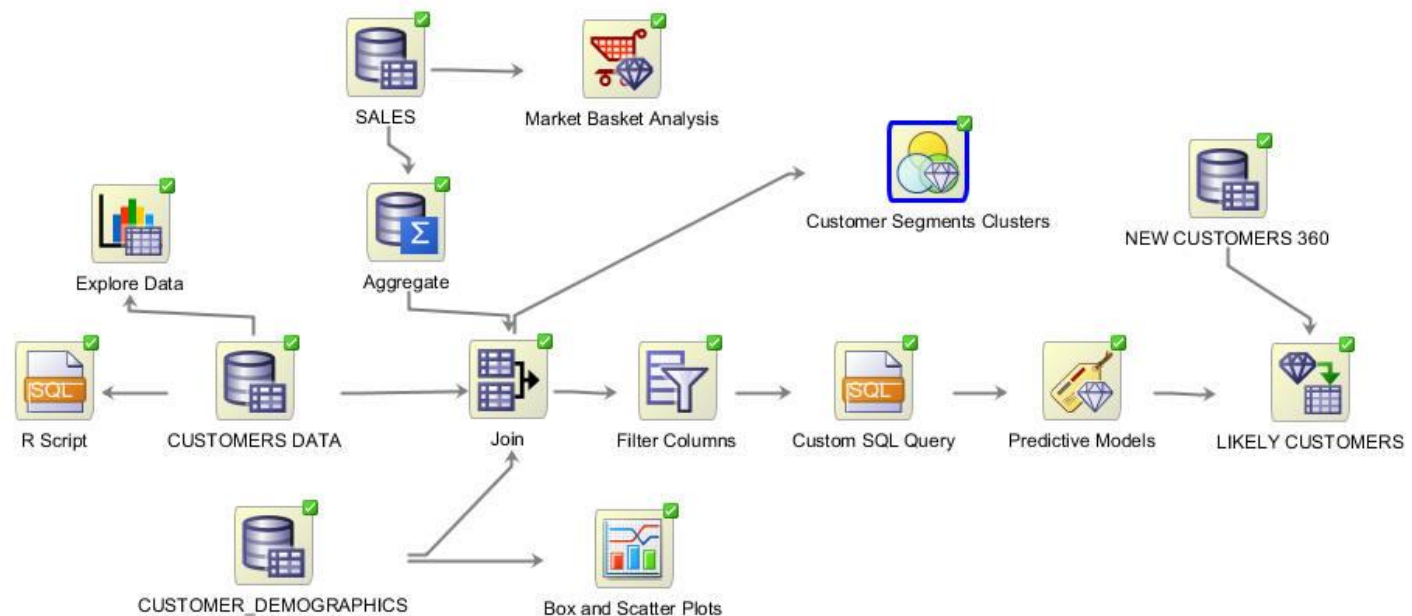 SALES
Market Basket Analysis
Customer Segments Clusters
NEW CUSTOMERS 360
Explore Data
Aggregate
Σ
SQL
R Script
CUSTOMERS DATA
Join
Filter Columns
SQL
Custom SQL Query
Predictive Models
LIKELY CUSTOMERS
CUSTOMER_DEMOGRAPHICS
Box and Scatter Plots